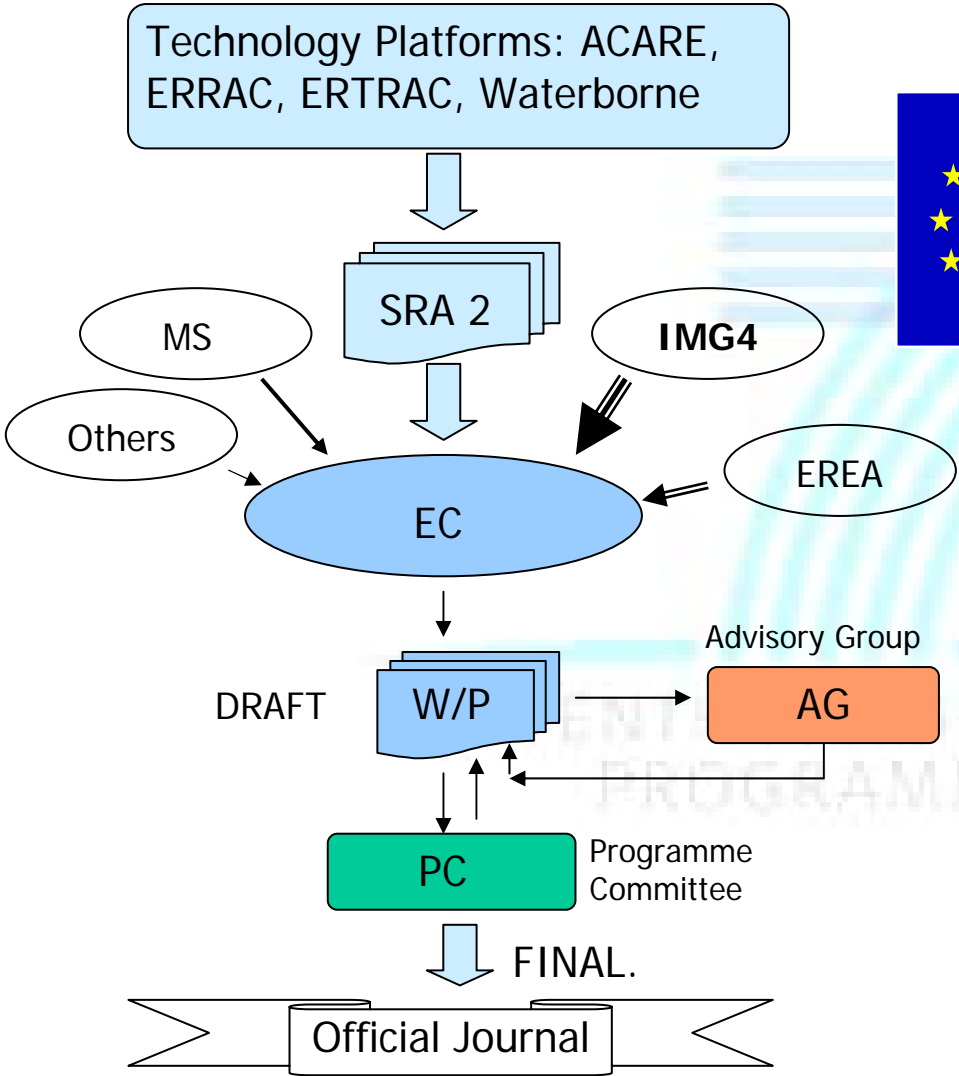 Technology Platforms: ACARE,
ERRAC, ERTRAC, Waterborne
SRA 2
MS
IMG4
Others
EREA
EC
Advisory Group
DRAFT
W/P
AG
PROGRAM
PC
Programme
Committee
FINAL.
Official Journal